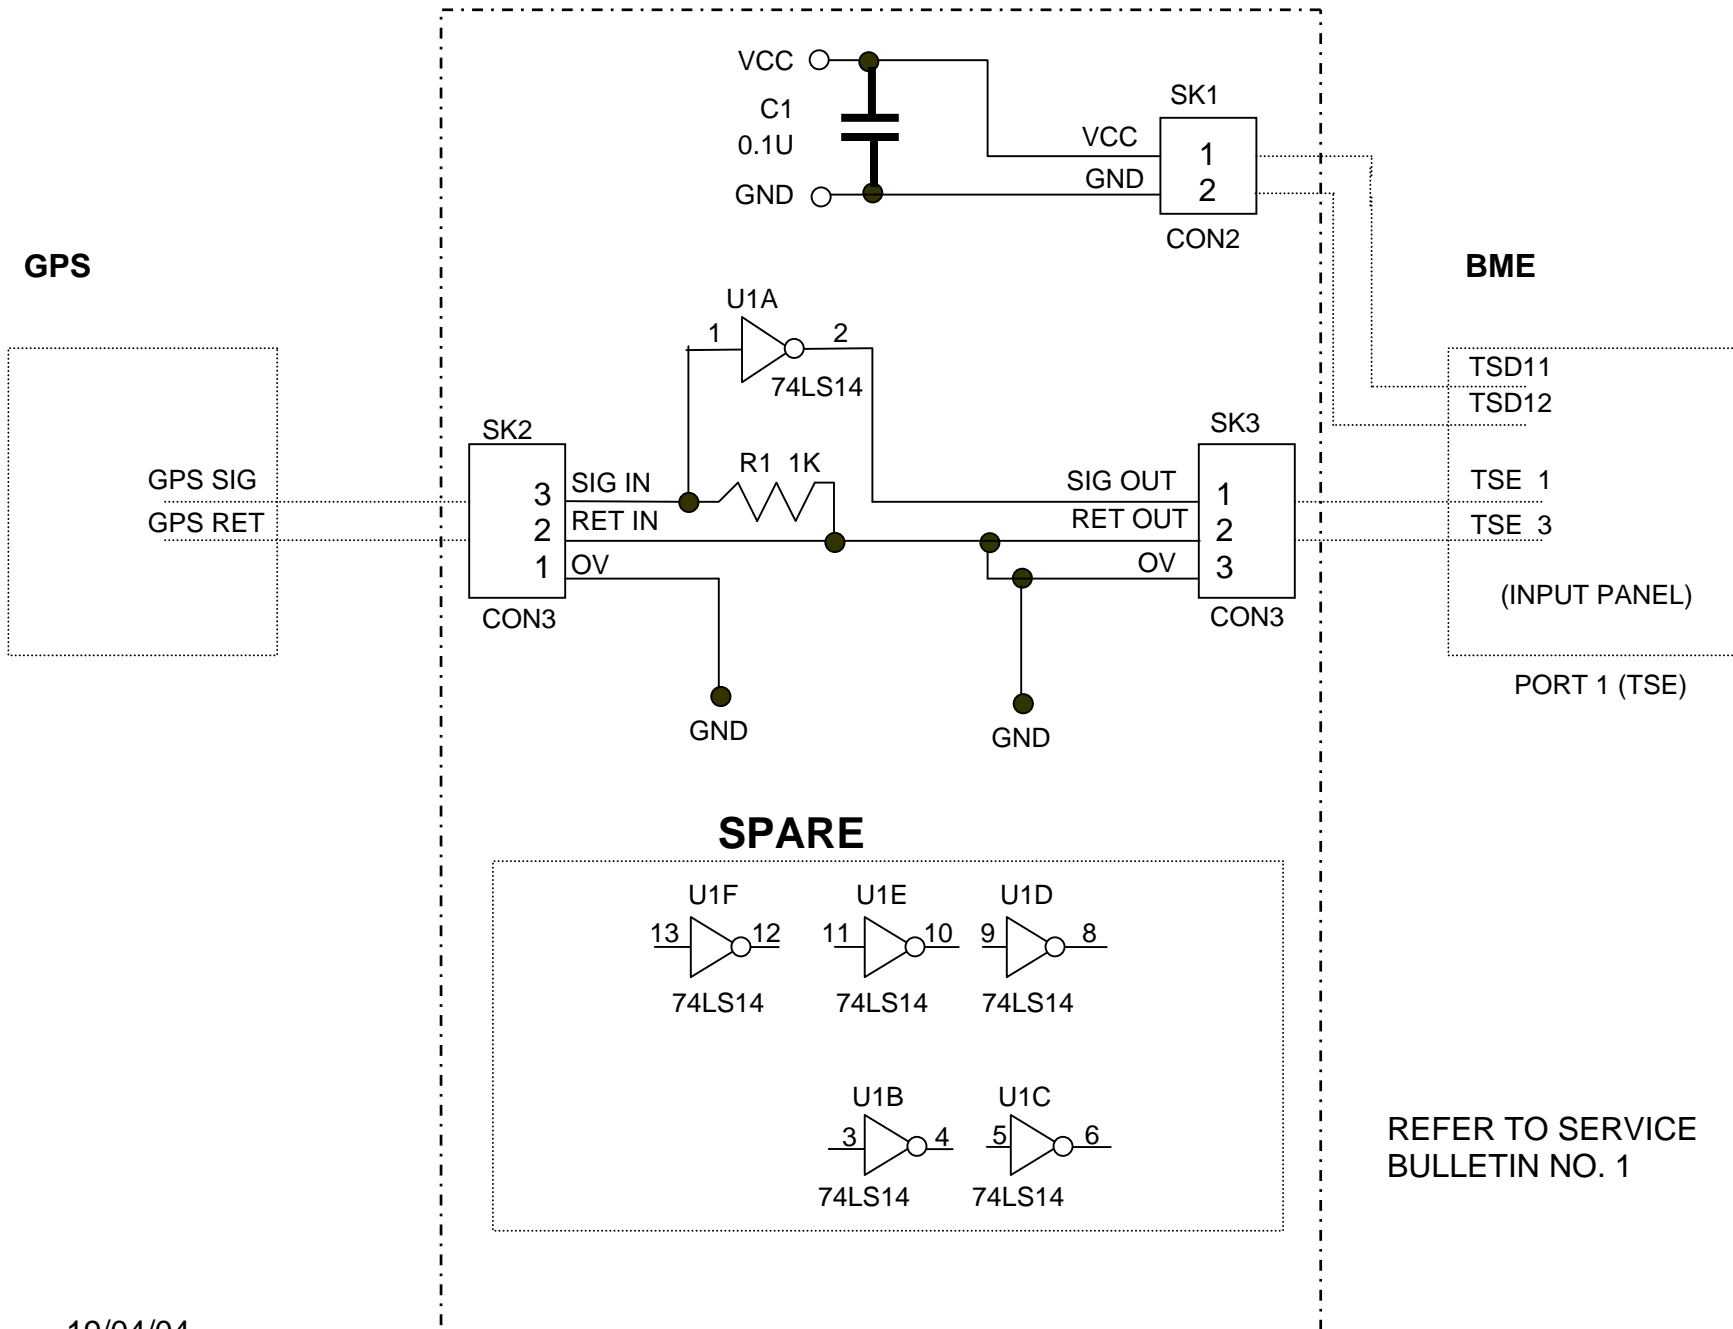 VCC
C1
0.1U
GND
SK1
VCC
1
GND
2
CON2
GPS
BME
U1A
1
2
74LS14
TSD11
TSD12
SK2
SK3
GPS SIG
3
SIG IN
R1 1K
SIG OUT
1
TSE 1
GPS RET
2
RET IN
RET OUT
2
TSE 3
1
OV
OV
3
(INPUT PANEL)
CON3
CON3
PORT 1 (TSE)
GND
GND
SPARE
U1F
U1E
U1D
13
12
11
10
9
8
74LS14
74LS14
74LS14
U1B
U1C
3
4
5
6
74LS14
74LS14
REFER TO SERVICE
BULLETIN NO. 1